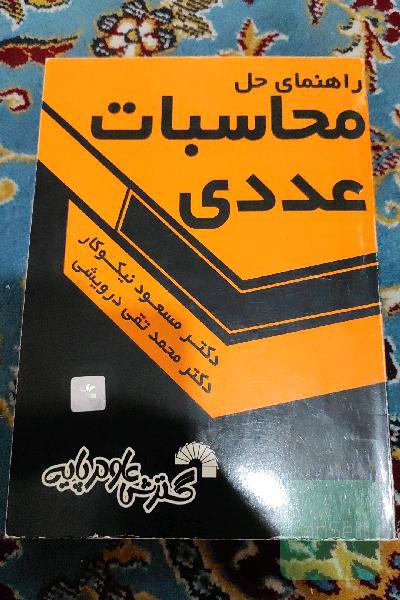 راهنمای حل
محاسبات
عددی
دکتر مسعود نیکوکار
دکتر محمد تقی درویشی
گسترش علوم پایه